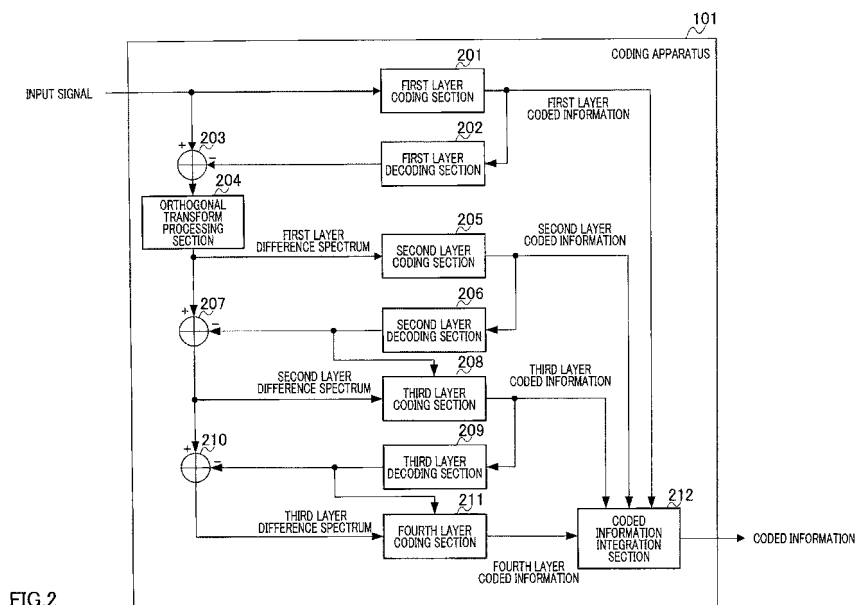 101
CODING APPARATUS
201
FIRST LAYER
CODING SECTION
INPUT SIGNAL
FIRST LAYER
CODED INFORMATION
202
FIRST LAYER
DECODING SECTION
203
+
−
204
ORTHOGONAL
TRANSFORM
PROCESSING
SECTION
FIRST LAYER
DIFFERENCE SPECTRUM
205
SECOND LAYER
CODING SECTION
SECOND LAYER
CODED INFORMATION
206
SECOND LAYER
DECODING SECTION
207
+
−
208
THIRD LAYER
CODING SECTION
SECOND LAYER
DIFFERENCE SPECTRUM
THIRD LAYER
CODED INFORMATION
209
THIRD LAYER
DECODING SECTION
210
+
−
211
FOURTH LAYER
CODING SECTION
THIRD LAYER
DIFFERENCE SPECTRUM
212
CODED
INFORMATION
INTEGRATION
SECTION
CODED INFORMATION
FOURTH LAYER
CODED INFORMATION
FIG.2